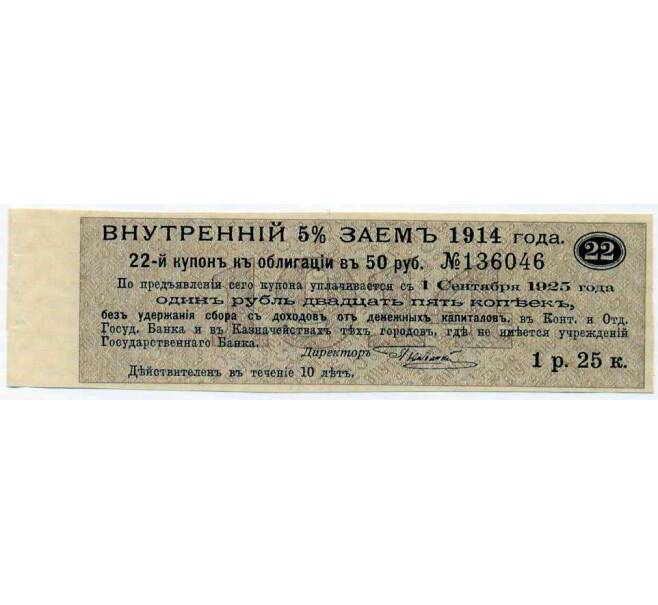 ВНУТРЕННІЙ 5% ЗАЕМЪ 1914 года.
22
22-й купонъ къ облигаціи въ 50 руб. №136046
По предъявленіи сего купона уплачивается съ 1 Сентября 1925 года
одинъ рубль двадцать пять копѣекъ,
безъ удержанія сбора съ доходовъ отъ денежныхъ капиталовъ, въ Конт. и Отд.
Госуд. Банка и въ Казначействахъ тѣхъ городовъ, гдѣ не имѣется учрежденій
Государственнаго Банка.
Директоръ
1 р. 25 к.
Дѣйствителенъ въ теченіе 10 лѣтъ.